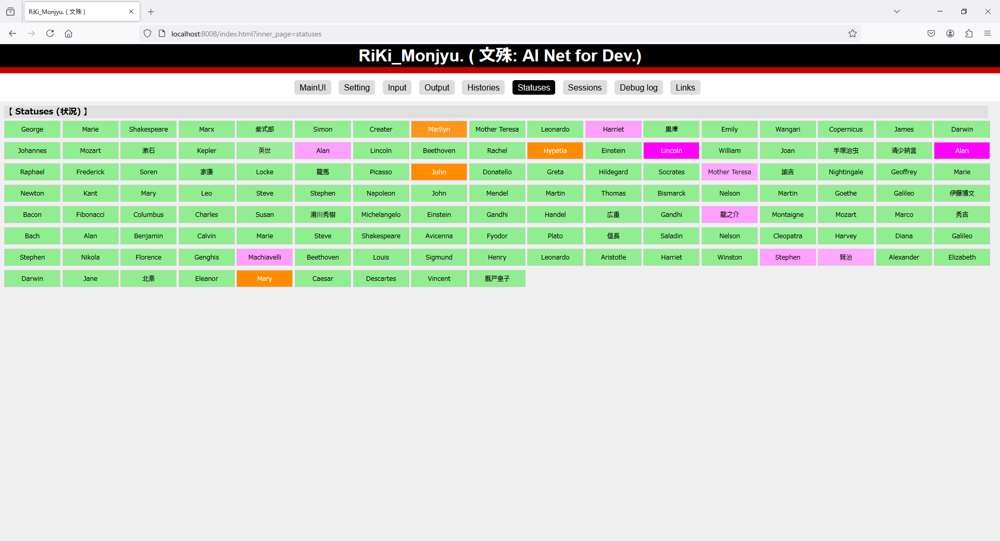 RiKi_Monjyu. ( 文殊 )
localhost:8008/index.html?inner_page=statuses
RiKi_Monjyu. ( 文殊: AI Net for Dev.)
MainUI Setting Input Output Histories Statuses Sessions Debug log Links
【 Statuses (状況) 】
George Marie Shakespeare Marx 紫式部 Simon Creater Marilyn Mother Teresa Leonardo Harriet 黒澤 Emily Wangari Copernicus James Darwin
Johannes Mozart 漱石 Kepler 英世 Alan Lincoln Beethoven Rachel Hypatia Einstein Lincoln William Joan 手塚治虫 清少納言 Alan
Raphael Frederick Soren 家康 Locke 龍馬 Picasso John Donatello Greta Hildegard Socrates Mother Teresa 諭吉 Nightingale Geoffrey Marie
Newton Kant Mary Leo Steve Stephen Napoleon John Mendel Martin Thomas Bismarck Nelson Martin Goethe Galileo 伊藤博文
Bacon Fibonacci Columbus Charles Susan 湯川秀樹 Michelangelo Einstein Gandhi Handel 広重 Gandhi 龍之介 Montaigne Mozart Marco 秀吉
Bach Alan Benjamin Calvin Marie Steve Shakespeare Avicenna Fyodor Plato 信長 Saladin Nelson Cleopatra Harvey Diana Galileo
Stephen Nikola Florence Genghis Machiavelli Beethoven Louis Sigmund Henry Leonardo Aristotle Harriet Winston Stephen 賢治 Alexander Elizabeth
Darwin Jane 北斎 Eleanor Mary Caesar Descartes Vincent 厩戸皇子